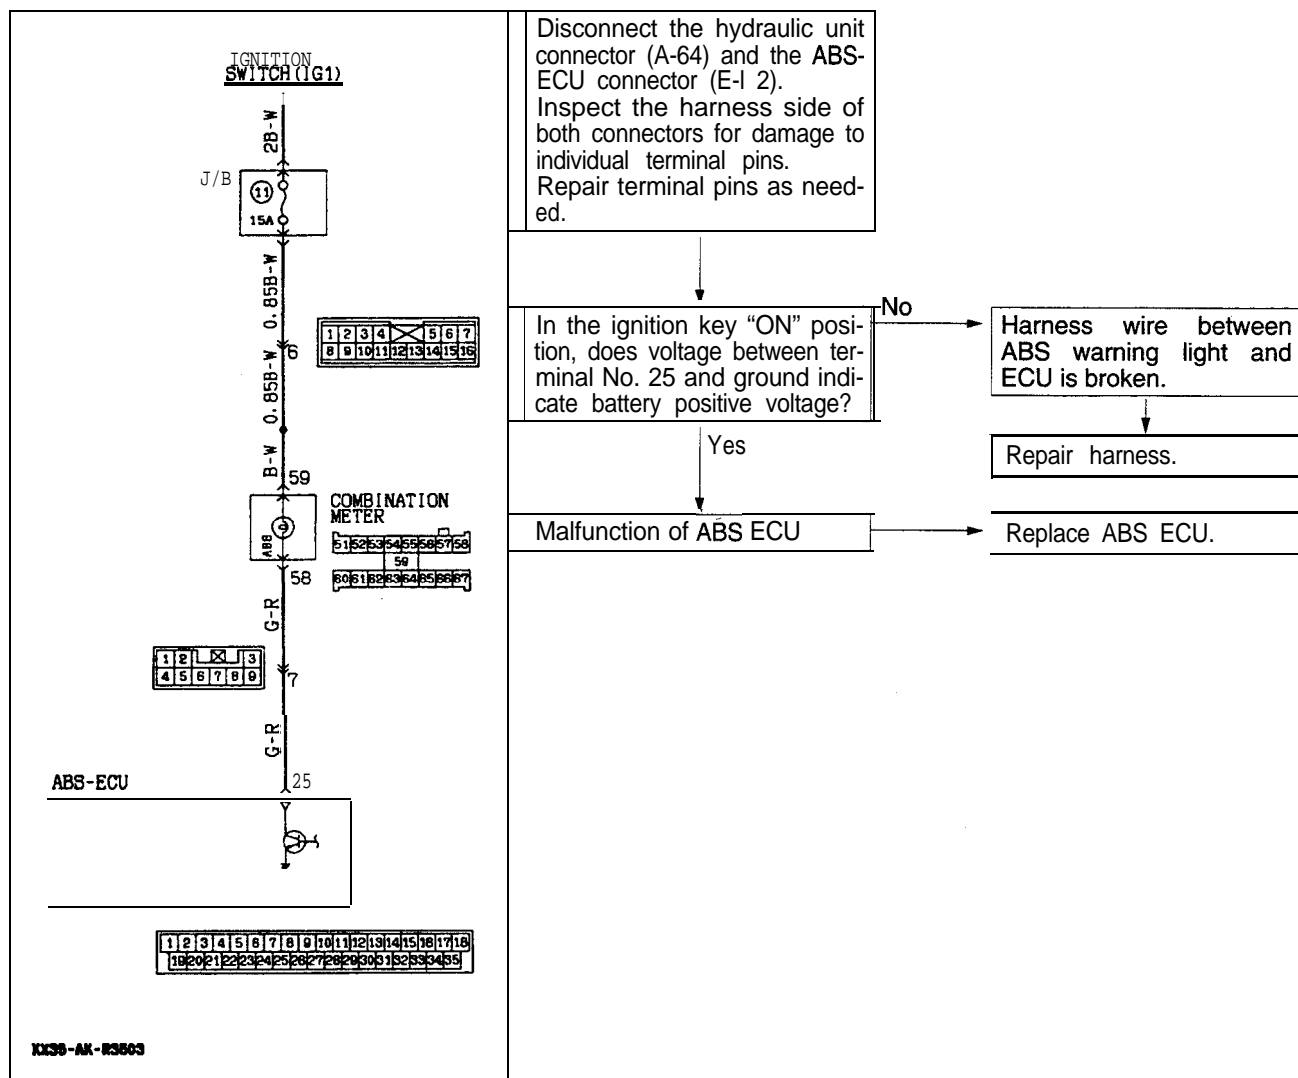 IGNITION
SWITCH(IG1)
2B-W
J/B
11
15A
0.85B-W
6
1 2 3 4 5 6 7
8 9 10 11 12 13 14 15 16
0.85B-W
B-W
59
COMBINATION
METER
ABS
51 52 53 54 55 56 57 58
59
60 61 62 63 64 65 66 67
58
G-R
1 2 3
4 5 6 7 8 9
7
G-R
ABS-ECU
25
1 2 3 4 5 6 7 8 9 10 11 12 13 14 15 16 17 18
19 20 21 22 23 24 25 26 27 28 29 30 31 32 33 34 35
XX35-AK-R3503
Disconnect the hydraulic unit
connector (A-64) and the ABS-
ECU connector (E-l 2).
Inspect the harness side of
both connectors for damage to
individual terminal pins.
Repair terminal pins as need-
ed.
In the ignition key “ON” posi-
tion, does voltage between ter-
minal No. 25 and ground indi-
cate battery positive voltage?
No
Harness wire between
ABS warning light and
ECU is broken.
Repair harness.
Yes
Malfunction of ABS ECU
Replace ABS ECU.